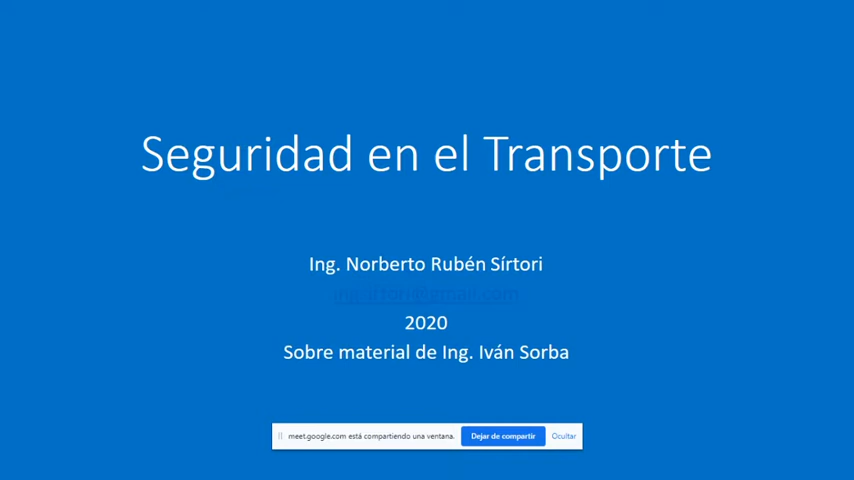 Seguridad en el Transporte
Ing. Norberto Rubén Sírtori
2020
Sobre material de Ing. Iván Sorba
meet.google.com está compartiendo una ventana. Dejar de compartir Ocultar